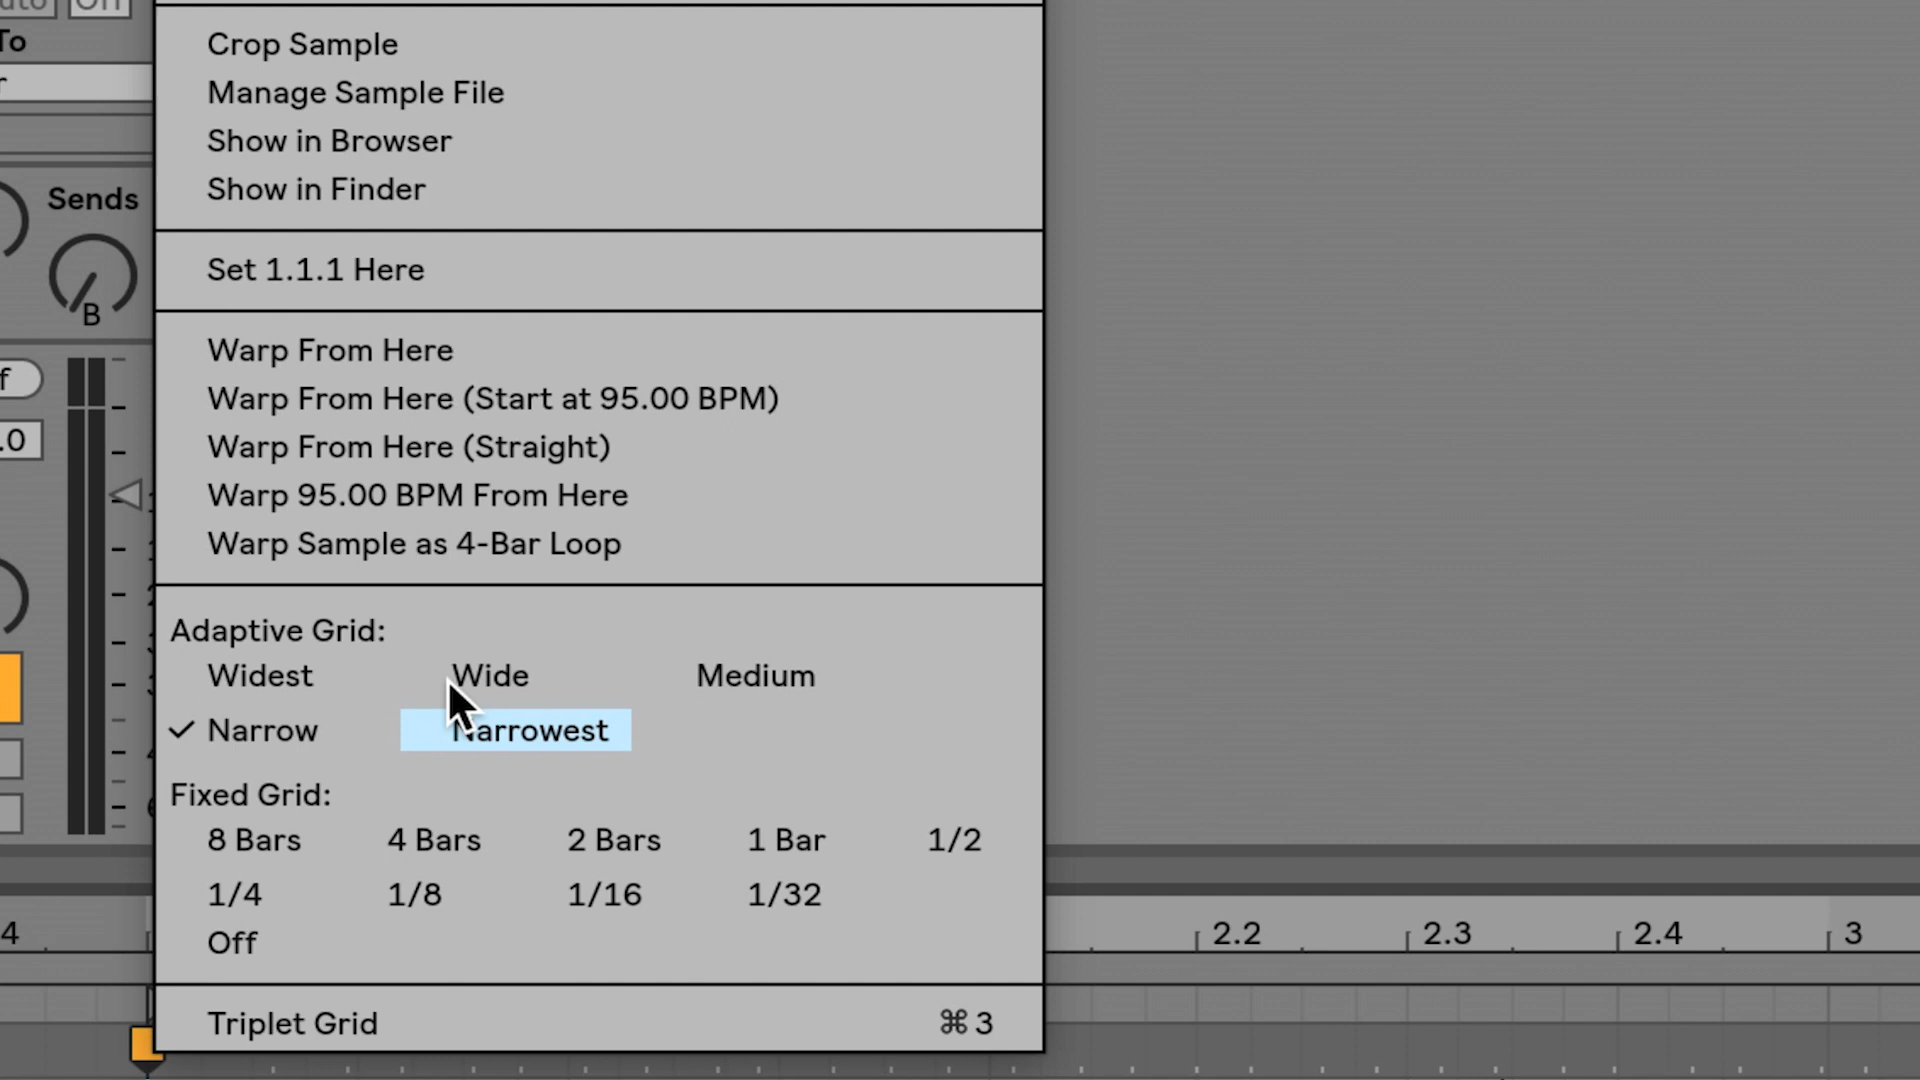 To
Crop Sample
Manage Sample File
Show in Browser
Show in Finder
Sends
B
Set 1.1.1 Here
Warp From Here
Warp From Here (Start at 95.00 BPM)
Warp From Here (Straight)
Warp 95.00 BPM From Here
Warp Sample as 4-Bar Loop
.0
Adaptive Grid:
Widest Wide Medium
✓ Narrow Narrowest
Fixed Grid:
8 Bars 4 Bars 2 Bars 1 Bar 1/2
1/4 1/8 1/16 1/32
Off
4 2.2 2.3 2.4 3
Triplet Grid ⌘3